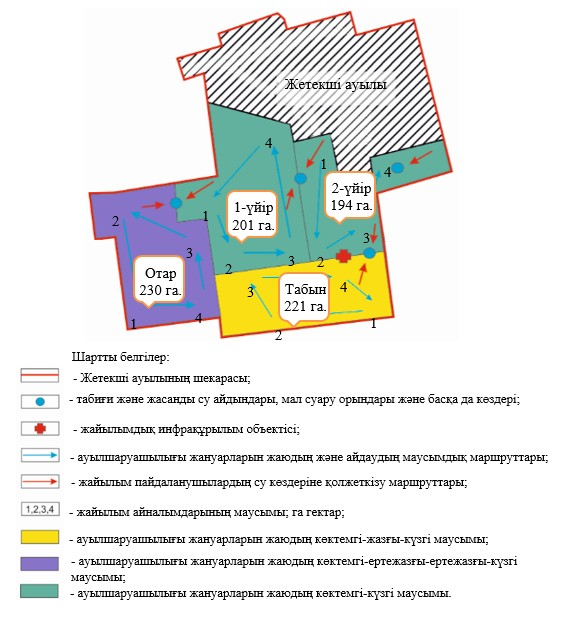 Жетекші ауылы
4
1
4
2-үйір
194 га.
1-үйір
201 га.
1
2
3
3
2
3
2
Отар
230 га.
Табын
221 га.
4
3
1
4
1
2
Шартты белгілер:
- Жетекші ауылының шекарасы;
- табиғи және жасанды су айдындары, мал суару орындары және басқа да көздері;
- жайылымдық инфрақұрылым объектісі;
- ауылшаруашылығы жануарларын жаюдың және айдаудың маусымдық маршруттары;
- жайылым пайдаланушылардың су көздеріне қолжеткізу маршруттары;
1,2,3,4 - жайылым айналымдарының маусымы; га гектар;
- ауылшаруашылығы жануарларын жаюдың көктемгі-жазғы-күзгі маусымы;
- ауылшаруашылығы жануарларын жаюдың көктемгі-ертежазғы-ертежазғы-күзгі
маусымы;
- ауылшаруашылығы жануарларын жаюдың көктемгі-күзгі маусымы.